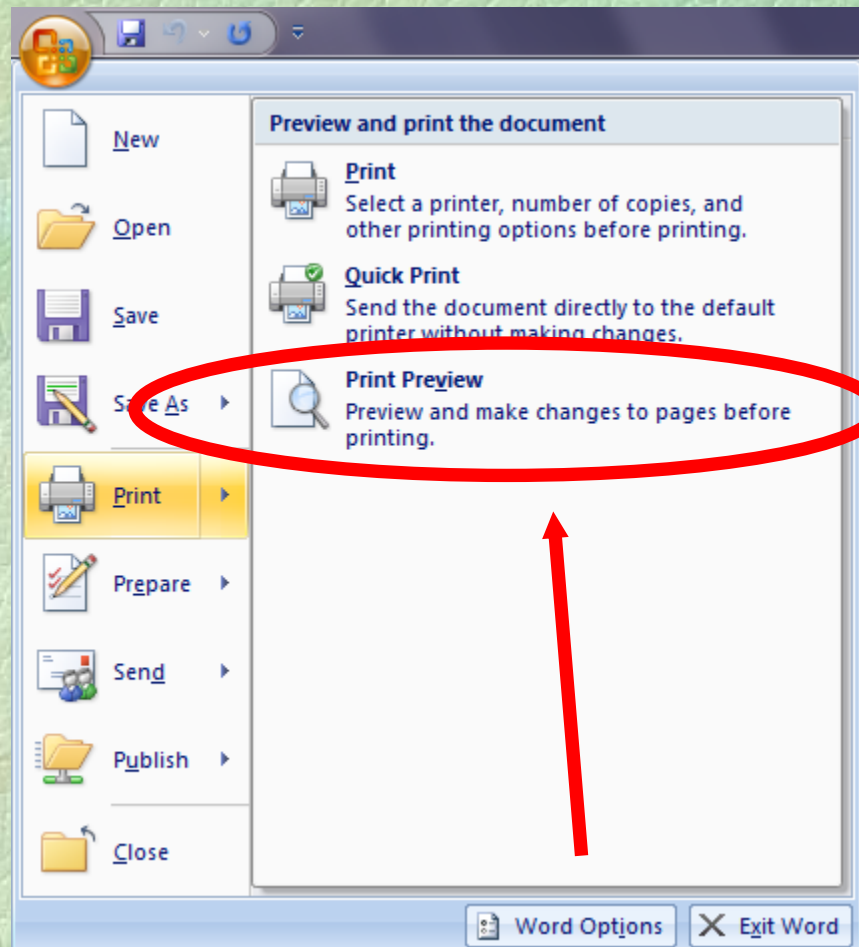 New
Open
Save
Save As
Print
Prepare
Send
Publish
Close
Preview and print the document
Print
Select a printer, number of copies, and
other printing options before printing.
Quick Print
Send the document directly to the default
printer without making changes.
Print Preview
Preview and make changes to pages before
printing.
Word Options
Exit Word